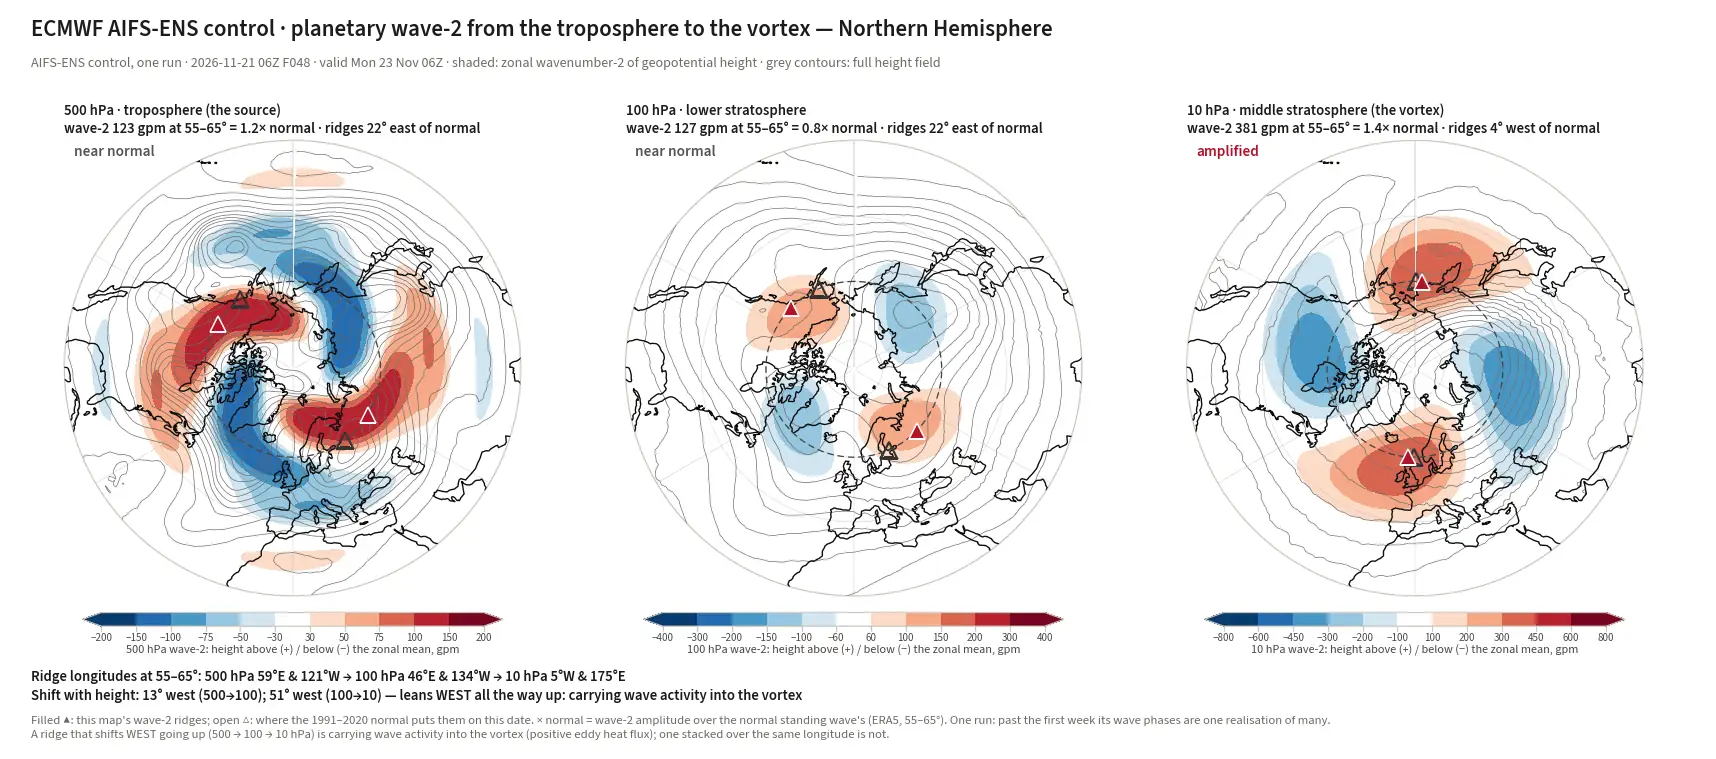 ECMWF AIFS-ENS control · planetary wave-2 from the troposphere to the vortex — Northern Hemisphere
AIFS-ENS control, one run · 2026-11-21 06Z F048 · valid Mon 23 Nov 06Z · shaded: zonal wavenumber-2 of geopotential height · grey contours: full height field
500 hPa · troposphere (the source)
wave-2 123 gpm at 55–65° = 1.2× normal · ridges 22° east of normal
near normal
100 hPa · lower stratosphere
wave-2 127 gpm at 55–65° = 0.8× normal · ridges 22° east of normal
near normal
10 hPa · middle stratosphere (the vortex)
wave-2 381 gpm at 55–65° = 1.4× normal · ridges 4° west of normal
amplified
−200 −150 −100 −75 −50 −30 30 50 75 100 150 200
500 hPa wave-2: height above (+) / below (−) the zonal mean, gpm
−400 −300 −200 −150 −100 −60 60 100 150 200 300 400
100 hPa wave-2: height above (+) / below (−) the zonal mean, gpm
−800 −600 −450 −300 −200 −100 100 200 300 450 600 800
10 hPa wave-2: height above (+) / below (−) the zonal mean, gpm
Ridge longitudes at 55–65°: 500 hPa 59°E & 121°W → 100 hPa 46°E & 134°W → 10 hPa 5°W & 175°E
Shift with height: 13° west (500→100); 51° west (100→10) — leans WEST all the way up: carrying wave activity into the vortex
Filled ▲: this map's wave-2 ridges; open △: where the 1991–2020 normal puts them on this date. × normal = wave-2 amplitude over the normal standing wave's (ERA5, 55–65°). One run: past the first week its wave phases are one realisation of many.
A ridge that shifts WEST going up (500 → 100 → 10 hPa) is carrying wave activity into the vortex (positive eddy heat flux); one stacked over the same longitude is not.